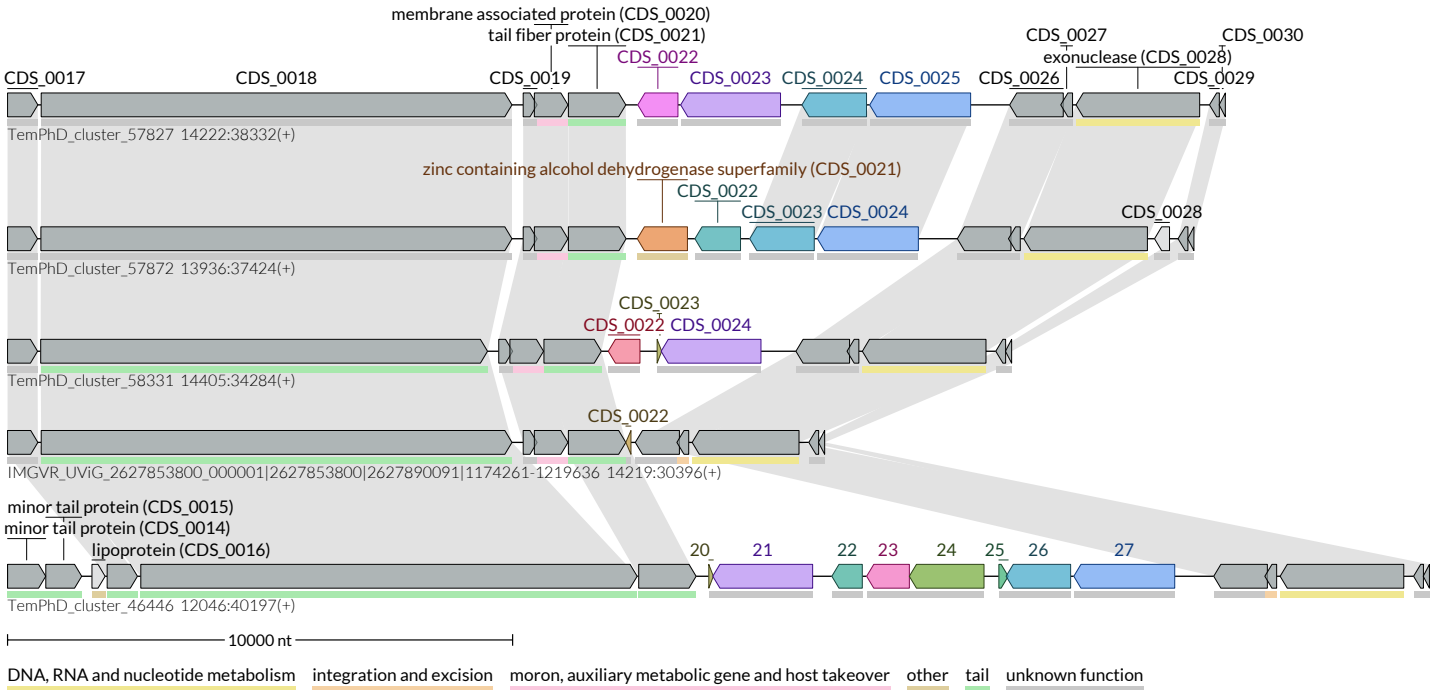 membrane associated protein (CDS_0020)
tail fiber protein (CDS_0021)
CDS_0027
CDS_0030
CDS_0022
exonuclease (CDS_0028)
CDS_0017
CDS_0018
CDS_0019
CDS_0023
CDS_0024
CDS_0025
CDS_0026
CDS_0029
TemPhD_cluster_57827 14222:38332(+)
zinc containing alcohol dehydrogenase superfamily (CDS_0021)
CDS_0022
CDS_0023
CDS_0024
CDS_0028
TemPhD_cluster_57872 13936:37424(+)
CDS_0023
CDS_0022
CDS_0024
TemPhD_cluster_58331 14405:34284(+)
CDS_0022
IMGVR_UViG_2627853800_000001|2627853800|2627890091|1174261-1219636 14219:30396(+)
minor tail protein (CDS_0015)
minor tail protein (CDS_0014)
lipoprotein (CDS_0016)
20
21
22
23
24
25
26
27
TemPhD_cluster_46446 12046:40197(+)
10000 nt
DNA, RNA and nucleotide metabolism
integration and excision
moron, auxiliary metabolic gene and host takeover
other
tail
unknown function